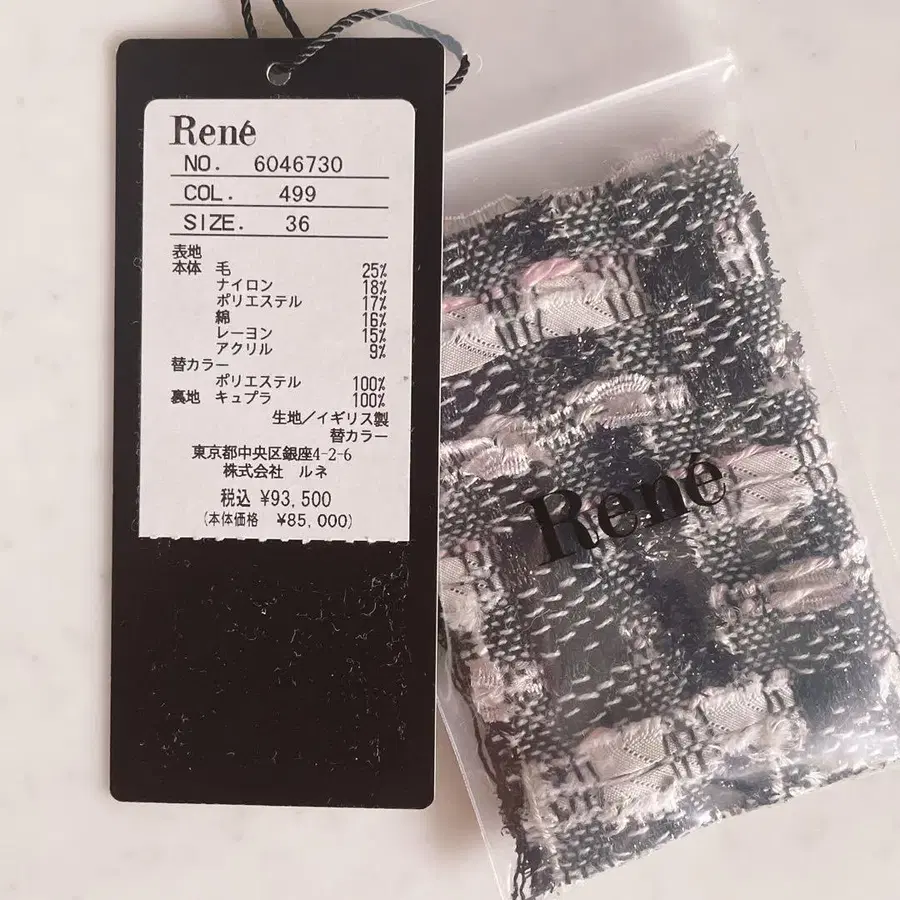 René
NO. 6046730
COL. 499
SIZE. 36
表地
本体 毛 25%
ナイロン 18%
ポリエステル 17%
綿 16%
レーヨン 15%
アクリル 9%
替カラー
ポリエステル 100%
裏地 キュプラ 100%
生地/イギリス製
替カラー
東京都中央区銀座4-2-6
株式会社 ルネ
税込 ¥93,500
(本体価格 ¥85,000)
René